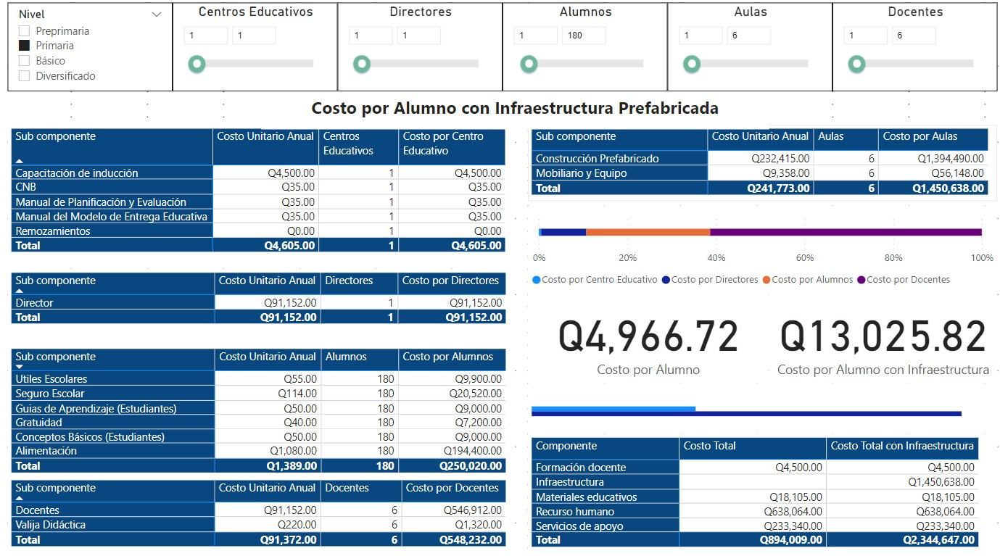 Nivel
Preprimaria
Primaria
Básico
Diversificado
Centros Educativos
1 1
Directores
1 1
Alumnos
1 180
Aulas
1 6
Docentes
1 6
Costo por Alumno con Infraestructura Prefabricada
Sub componente Costo Unitario Anual Centros Educativos Costo por Centro Educativo
Capacitación de inducción Q4,500.00 1 Q4,500.00
CNB Q35.00 1 Q35.00
Manual de Planificación y Evaluación Q35.00 1 Q35.00
Manual del Modelo de Entrega Educativa Q35.00 1 Q35.00
Remozamientos Q0.00 1 Q0.00
Total Q4,605.00 1 Q4,605.00
Sub componente Costo Unitario Anual Directores Costo por Directores
Director Q91,152.00 1 Q91,152.00
Total Q91,152.00 1 Q91,152.00
Sub componente Costo Unitario Anual Alumnos Costo por Alumnos
Utiles Escolares Q55.00 180 Q9,900.00
Seguro Escolar Q114.00 180 Q20,520.00
Guias de Aprendizaje (Estudiantes) Q50.00 180 Q9,000.00
Gratuidad Q40.00 180 Q7,200.00
Conceptos Básicos (Estudiantes) Q50.00 180 Q9,000.00
Alimentación Q1,080.00 180 Q194,400.00
Total Q1,389.00 180 Q250,020.00
Sub componente Costo Unitario Anual Docentes Costo por Docentes
Docentes Q91,152.00 6 Q546,912.00
Valija Didáctica Q220.00 6 Q1,320.00
Total Q91,372.00 6 Q548,232.00
Sub componente Costo Unitario Anual Aulas Costo por Aulas
Construcción Prefabricado Q232,415.00 6 Q1,394,490.00
Mobiliario y Equipo Q9,358.00 6 Q56,148.00
Total Q241,773.00 6 Q1,450,638.00
0% 20% 40% 60% 80% 100%
Costo por Centro Educativo Costo por Directores Costo por Alumnos Costo por Docentes
Q4,966.72
Costo por Alumno
Q13,025.82
Costo por Alumno con Infraestructura
Componente Costo Total Costo Total con Infraestructura
Formación docente Q4,500.00 Q4,500.00
Infraestructura Q1,450,638.00
Materiales educativos Q18,105.00 Q18,105.00
Recurso humano Q638,064.00 Q638,064.00
Servicios de apoyo Q233,340.00 Q233,340.00
Total Q894,009.00 Q2,344,647.00